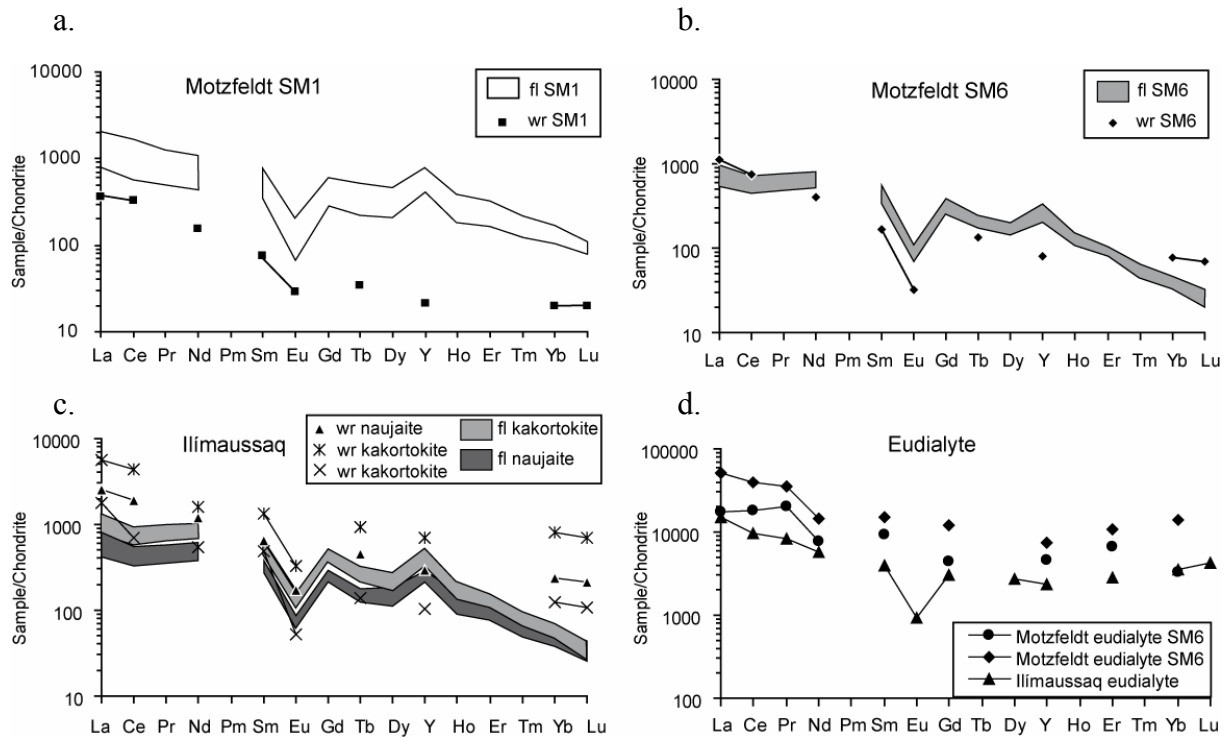 a.
Motzfeldt SM1
fl SM1
wr SM1
Sample/Chondrite
10000
1000
100
10
La Ce Pr Nd Pm Sm Eu Gd Tb Dy Y Ho Er Tm Yb Lu
b.
Motzfeldt SM6
fl SM6
wr SM6
Sample/Chondrite
10000
1000
100
10
La Ce Pr Nd Pm Sm Eu Gd Tb Dy Y Ho Er Tm Yb Lu
c.
Ilímaussaq
wr naujaite
wr kakortokite
wr kakortokite
fl kakortokite
fl naujaite
Sample/Chondrite
10000
1000
100
10
La Ce Pr Nd Pm Sm Eu Gd Tb Dy Y Ho Er Tm Yb Lu
d.
Eudialyte
Sample/Chondrite
100000
10000
1000
100
Motzfeldt eudialyte SM6
Motzfeldt eudialyte SM6
Ilímaussaq eudialyte
La Ce Pr Nd Pm Sm Eu Gd Tb Dy Y Ho Er Tm Yb Lu